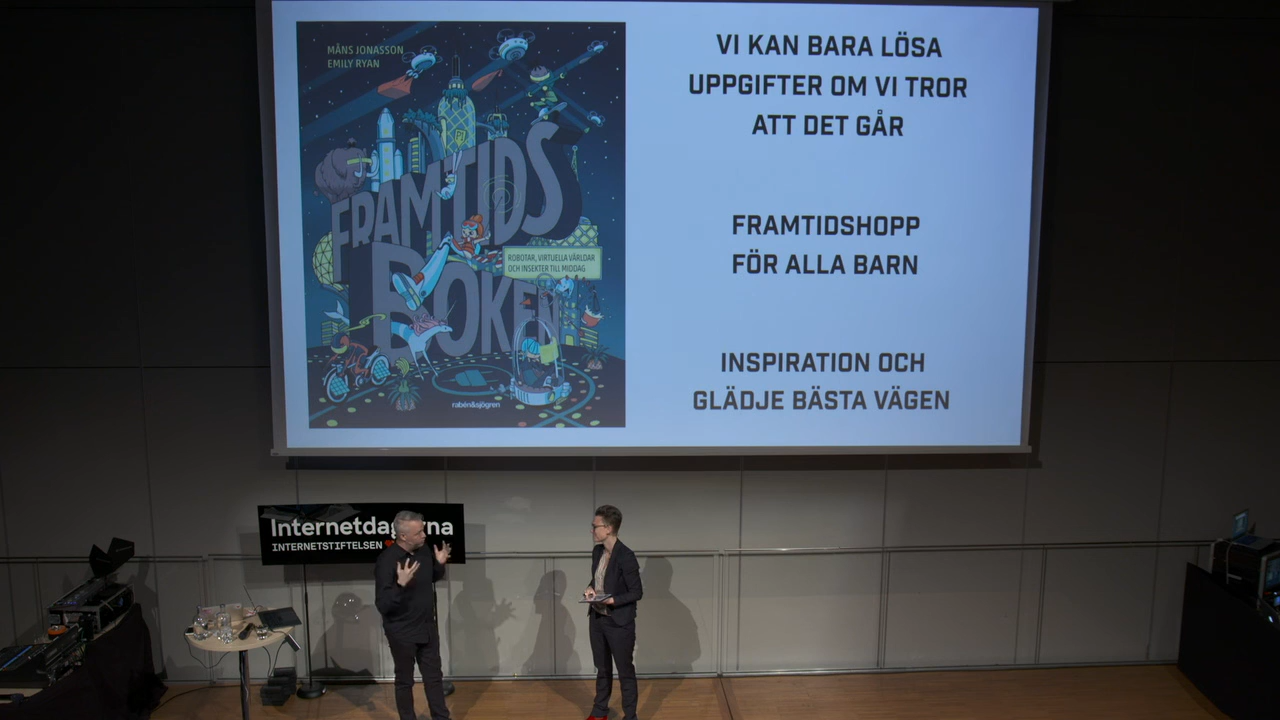 MÅNS JONASSON
EMILY RYAN
FRAMTIDS
BOKEN
ROBOTAR, VIRTUELLA VÄRLDAR
OCH INSEKTER TILL MIDDAG
rabén&sjögren
VI KAN BARA LÖSA
UPPGIFTER OM VI TROR
ATT DET GÅR
FRAMTIDSHOPP
FÖR ALLA BARN
INSPIRATION OCH
GLÄDJE BÄSTA VÄGEN
Internetdagarna
INTERNETSTIFTELSEN